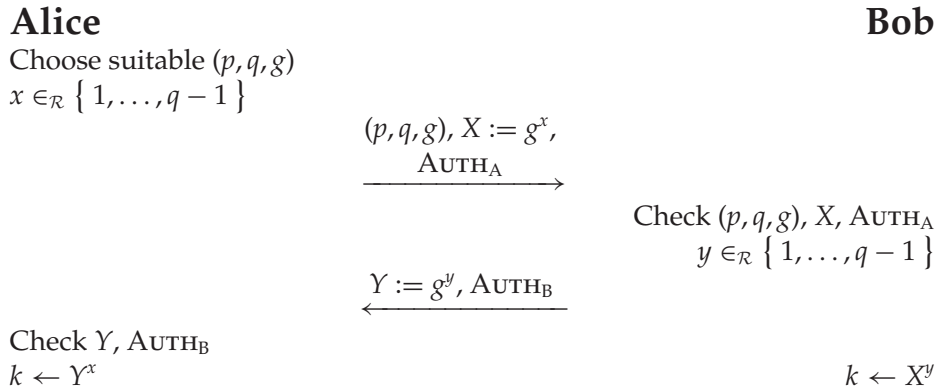 Alice Bob
Choose suitable (p, q, g)
x ∈_R { 1, . . . , q − 1 }
(p, q, g), X := g^x,
AUTH_A
Check (p, q, g), X, AUTH_A
y ∈_R { 1, . . . , q − 1 }
Y := g^y, AUTH_B
Check Y, AUTH_B
k ← Y^x k ← X^y